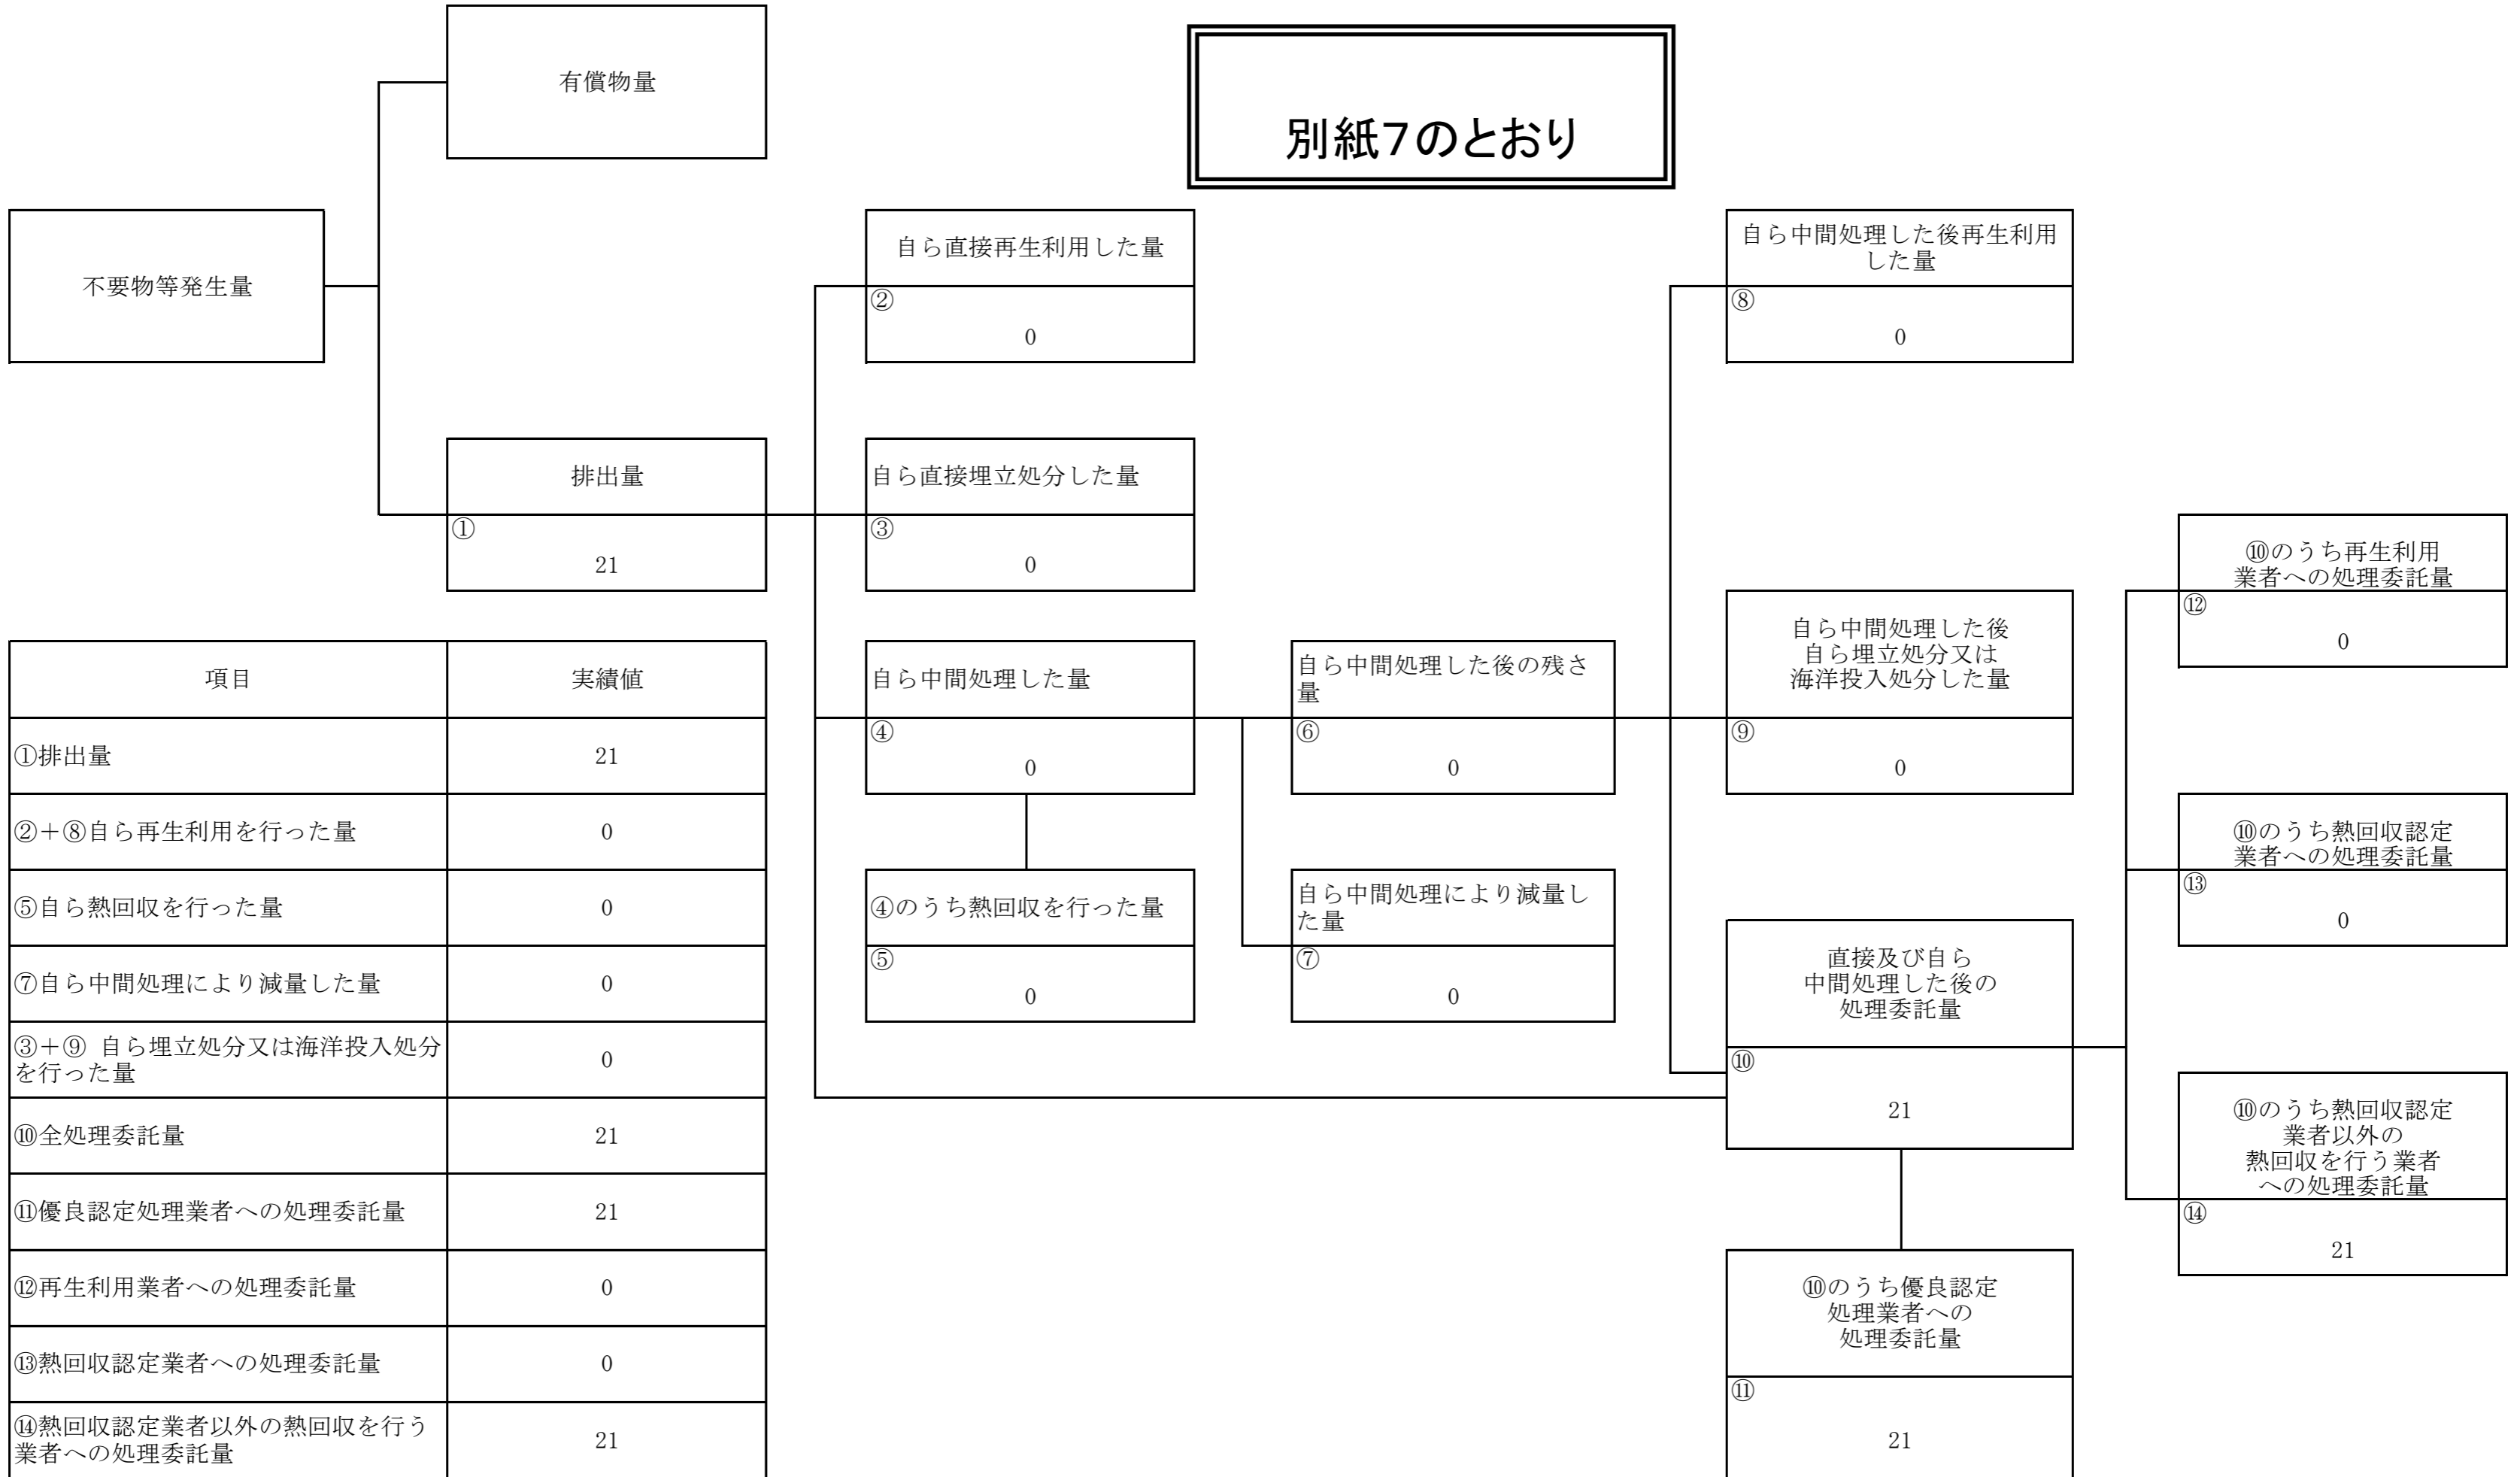 有償物量
別紙７のとおり
不要物等発生量
自ら直接再生利用した量
②
0
自ら中間処理した後再生利用
した量
⑧
0
排出量
①
21
自ら直接埋立処分した量
③
0
⑩のうち再生利用
業者への処理委託量
⑫
0
自ら中間処理した量
④
0
自ら中間処理した後の残さ
量
⑥
0
自ら中間処理した後
自ら埋立処分又は
海洋投入処分した量
⑨
0
⑩のうち熱回収認定
業者への処理委託量
⑬
0
④のうち熱回収を行った量
⑤
0
自ら中間処理により減量し
た量
⑦
0
直接及び自ら
中間処理した後の
処理委託量
⑩
21
⑩のうち熱回収認定
業者以外の
熱回収を行う業者
への処理委託量
⑭
21
⑩のうち優良認定
処理業者への
処理委託量
⑪
21
項目 実績値
①排出量 21
②＋⑧自ら再生利用を行った量 0
⑤自ら熱回収を行った量 0
⑦自ら中間処理により減量した量 0
③＋⑨ 自ら埋立処分又は海洋投入処分
を行った量 0
⑩全処理委託量 21
⑪優良認定処理業者への処理委託量 21
⑫再生利用業者への処理委託量 0
⑬熱回収認定業者への処理委託量 0
⑭熱回収認定業者以外の熱回収を行う
業者への処理委託量 21